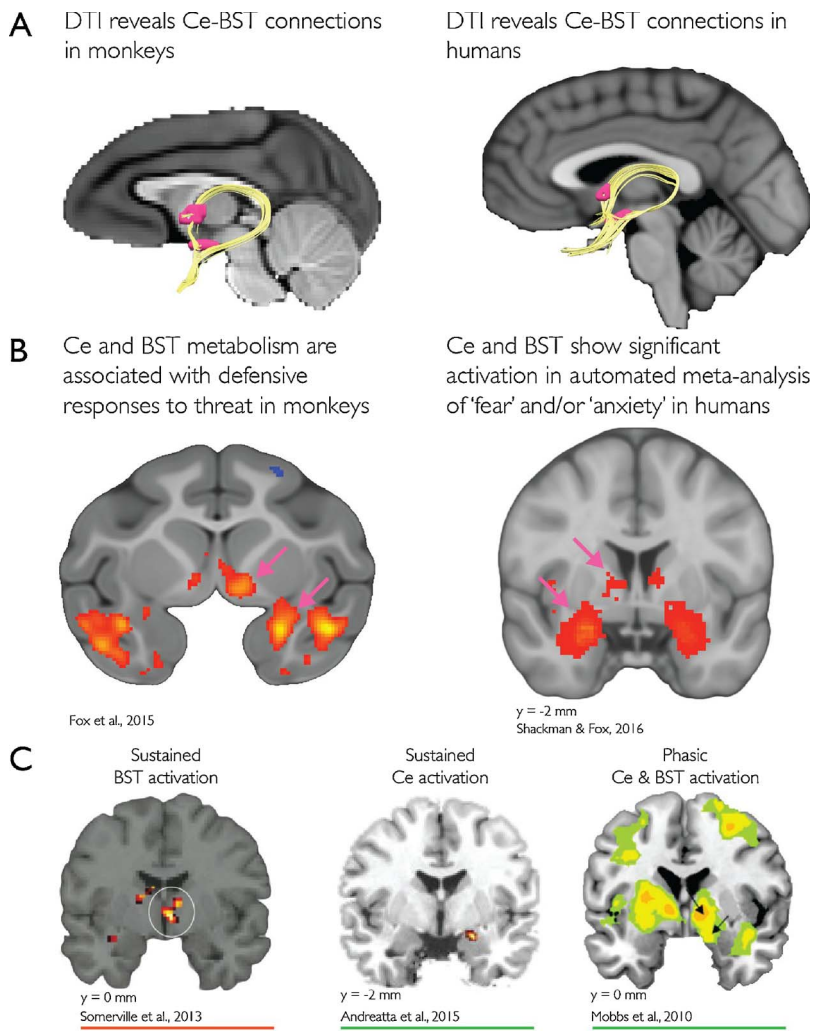 A
DTI reveals Ce-BST connections
in monkeys
DTI reveals Ce-BST connections in
humans
B
Ce and BST metabolism are
associated with defensive
responses to threat in monkeys
Ce and BST show significant
activation in automated meta-analysis
of ‘fear’ and/or ‘anxiety’ in humans
Fox et al., 2015
y = -2 mm
Shackman & Fox, 2016
C
Sustained
BST activation
Sustained
Ce activation
Phasic
Ce & BST activation
y = 0 mm
Somerville et al., 2013
y = -2 mm
Andreatta et al., 2015
y = 0 mm
Mobbs et al., 2010